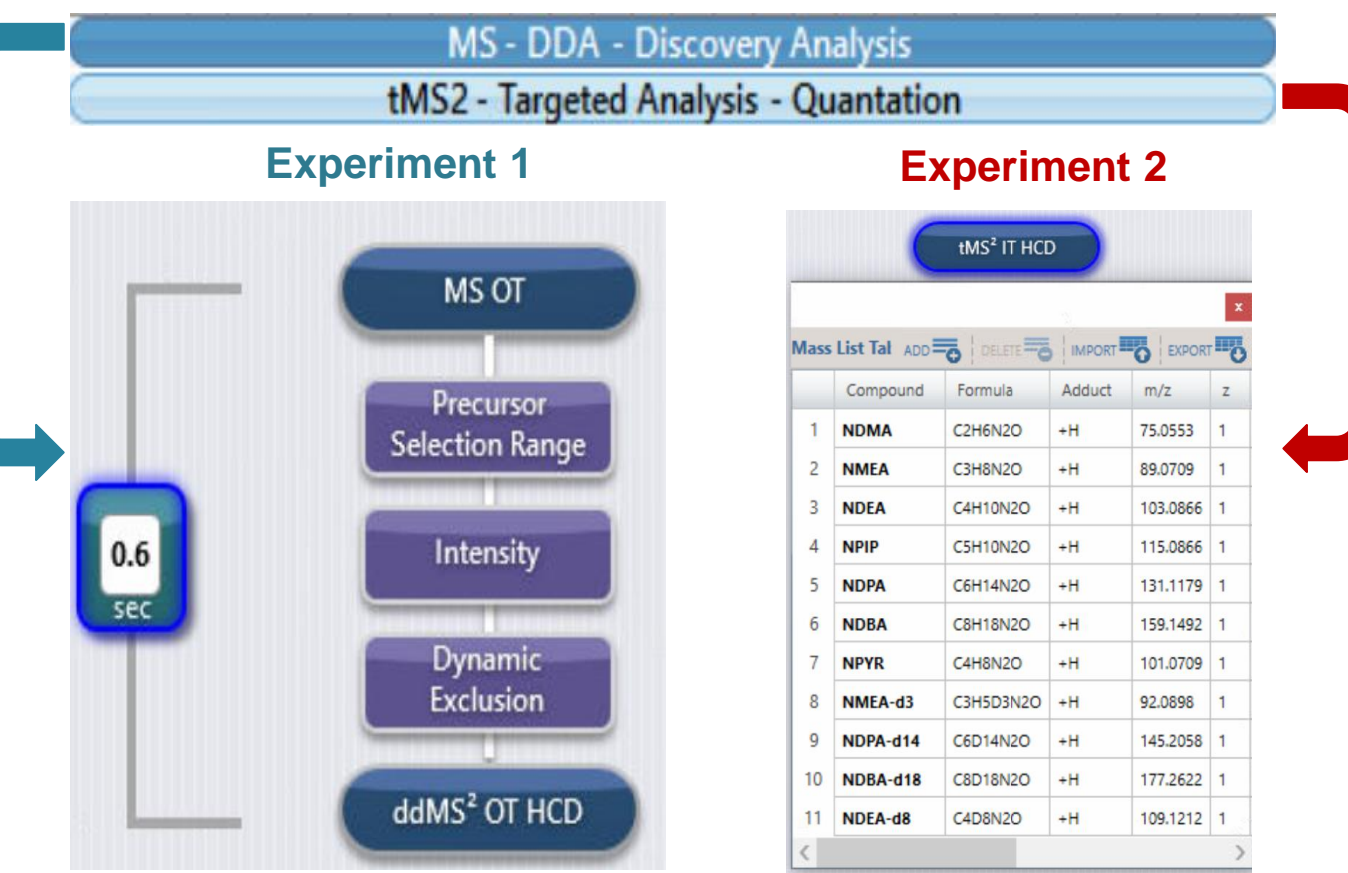 MS - DDA - Discovery Analysis
tMS2 - Targeted Analysis - Quantation
Experiment 1
Experiment 2
MS OT
Precursor
Selection Range
Intensity
Dynamic
Exclusion
ddMS² OT HCD
0.6
sec
tMS² IT HCD
x
Mass List Tal ADD DELETE IMPORT EXPORT
Compound Formula Adduct m/z z
1 NDMA C2H6N2O +H 75.0553 1
2 NMEA C3H8N2O +H 89.0709 1
3 NDEA C4H10N2O +H 103.0866 1
4 NPIP C5H10N2O +H 115.0866 1
5 NDPA C6H14N2O +H 131.1179 1
6 NDBA C8H18N2O +H 159.1492 1
7 NPYR C4H8N2O +H 101.0709 1
8 NMEA-d3 C3H5D3N2O +H 92.0898 1
9 NDPA-d14 C6D14N2O +H 145.2058 1
10 NDBA-d18 C8D18N2O +H 177.2622 1
11 NDEA-d8 C4D8N2O +H 109.1212 1